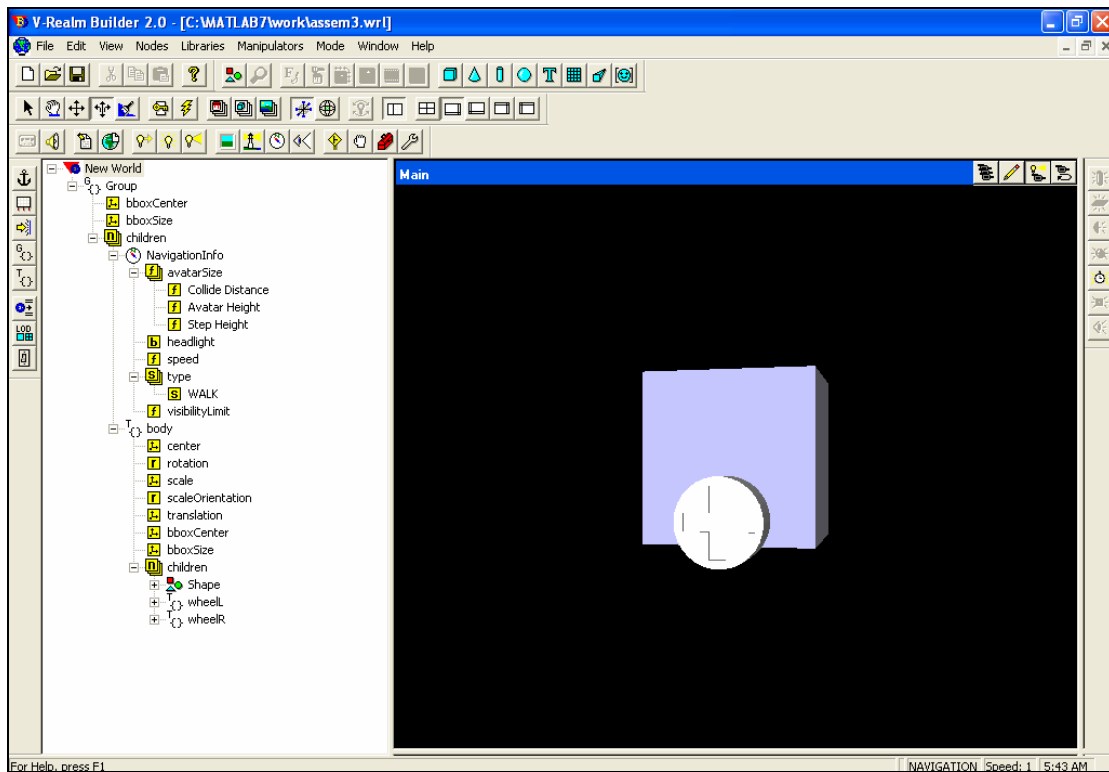 V-Realm Builder 2.0 - [C:\MATLAB7\work\assem3.wrl]
File Edit View Nodes Libraries Manipulators Mode Window Help
New World
Group
bboxCenter
bboxSize
children
NavigationInfo
avatarSize
Collide Distance
Avatar Height
Step Height
headlight
speed
type
WALK
visibilityLimit
body
center
rotation
scale
scaleOrientation
translation
bboxCenter
bboxSize
children
Shape
wheelL
wheelR
Main
LOD
For Help, press F1
NAVIGATION Speed: 1 5:43 AM